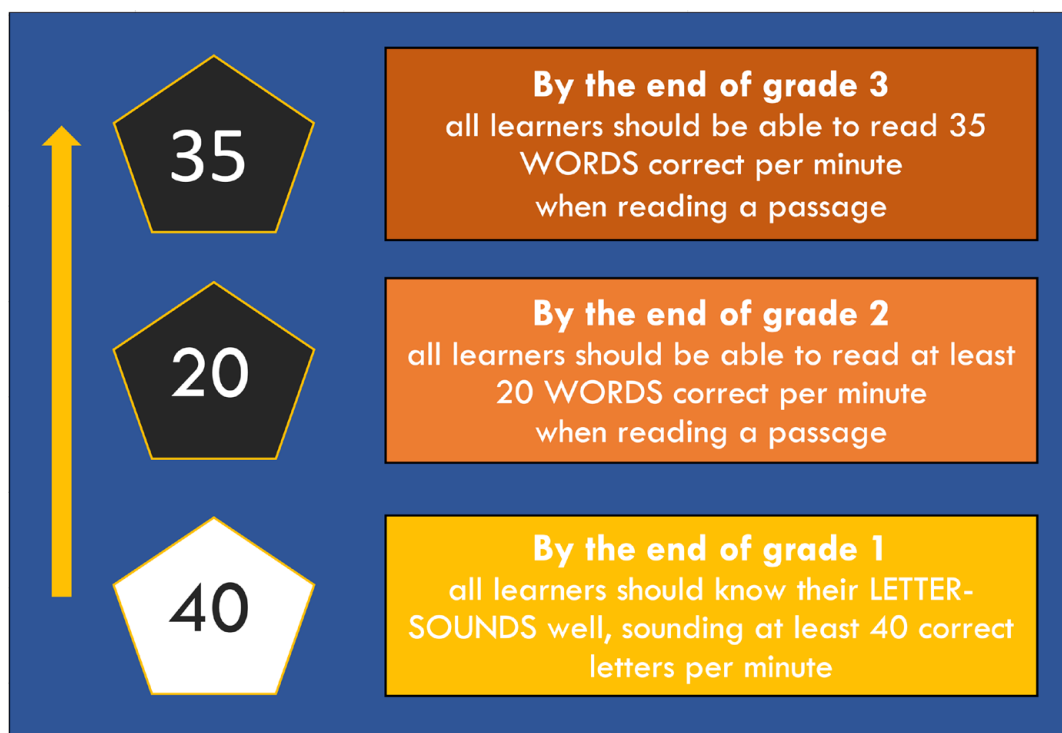 35
By the end of grade 3
all learners should be able to read 35
WORDS correct per minute
when reading a passage
20
By the end of grade 2
all learners should be able to read at least
20 WORDS correct per minute
when reading a passage
40
By the end of grade 1
all learners should know their LETTER-
SOUNDS well, sounding at least 40 correct
letters per minute